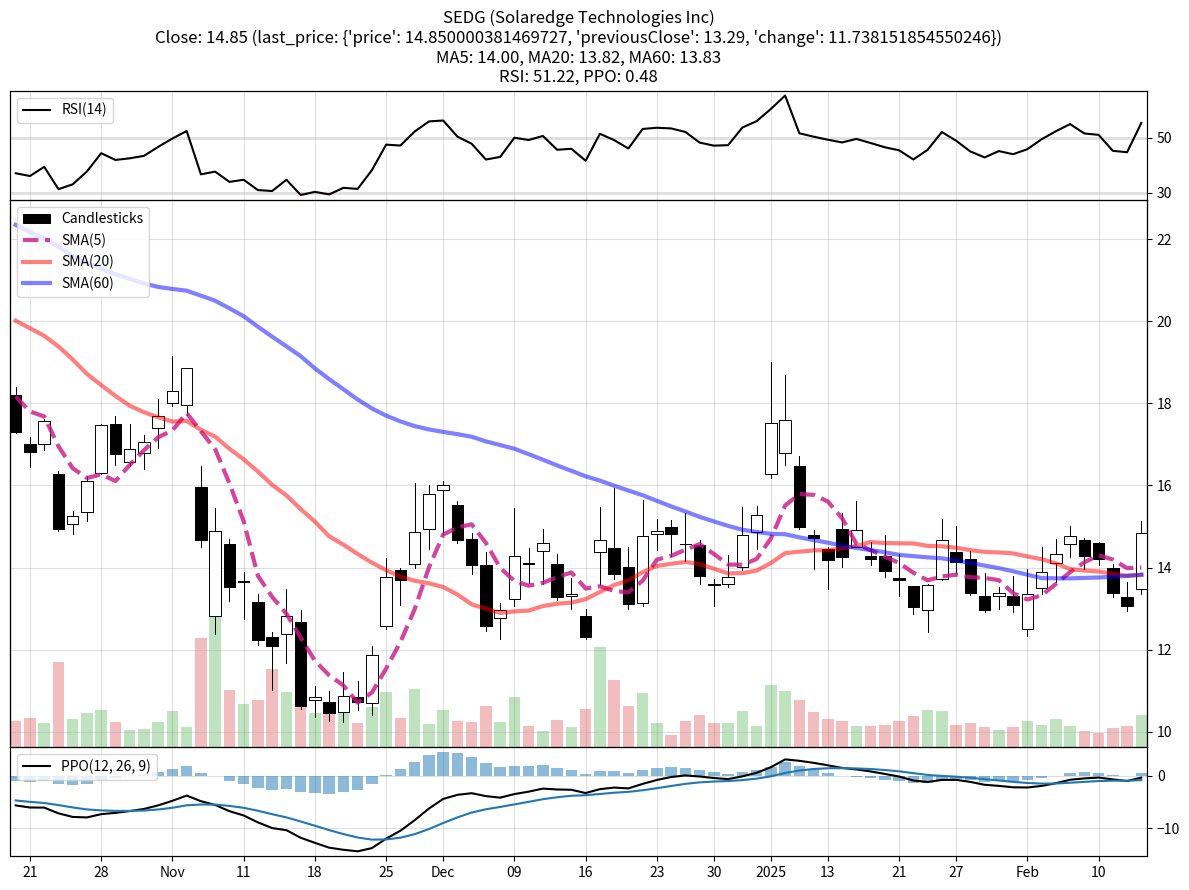 SEDG (Solaredge Technologies Inc)
Close: 14.85 (last_price: {'price': 14.850000381469727, 'previousClose': 13.29, 'change': 11.738151854550246})
MA5: 14.00, MA20: 13.82, MA60: 13.83
RSI: 51.22, PPO: 0.48
RSI(14)
50
30
Candlesticks
SMA(5)
SMA(20)
SMA(60)
22
20
18
16
14
12
10
PPO(12, 26, 9)
0
−10
21 28 Nov 11 18 25 Dec 09 16 23 30 2025 13 21 27 Feb 10